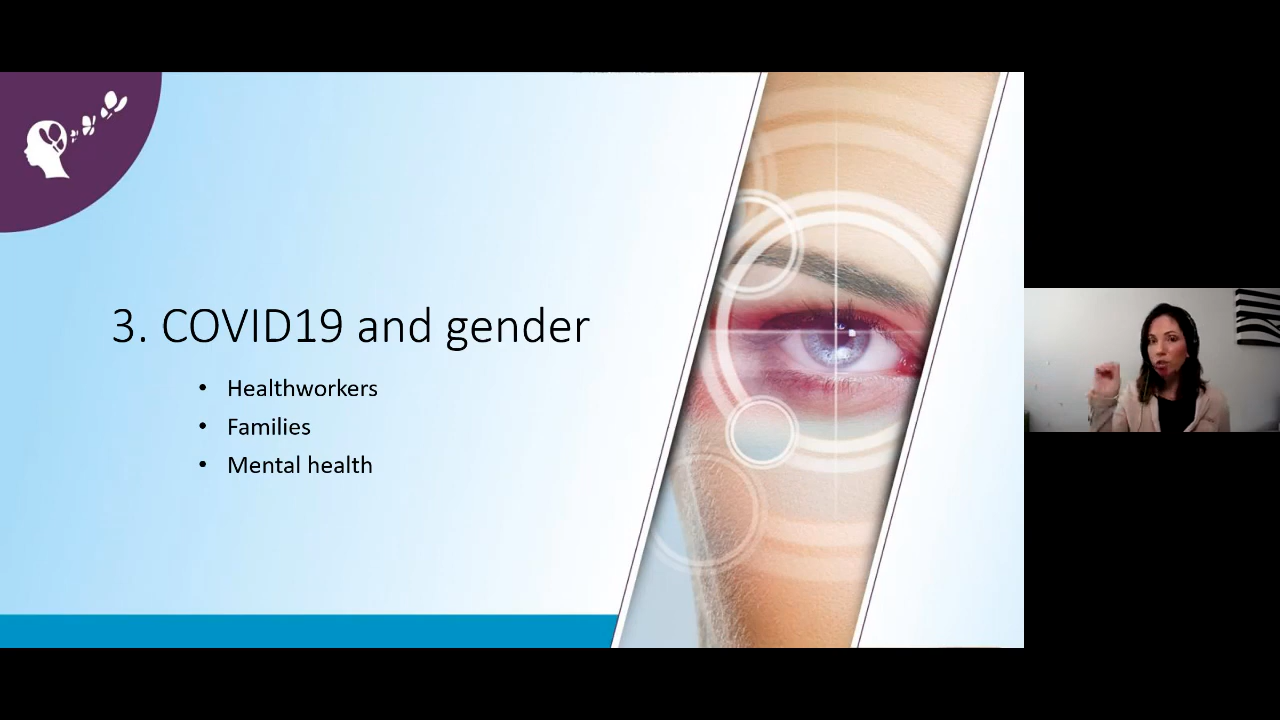 3. COVID19 and gender
• Healthworkers
• Families
• Mental health